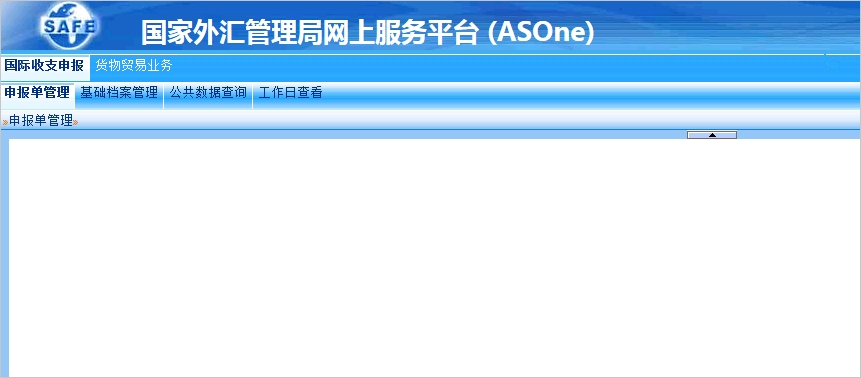 SAFE
国家外汇管理局网上服务平台 (ASOne)
国际收支申报 货物贸易业务
申报单管理 基础档案管理 公共数据查询 工作日查看
»申报单管理»